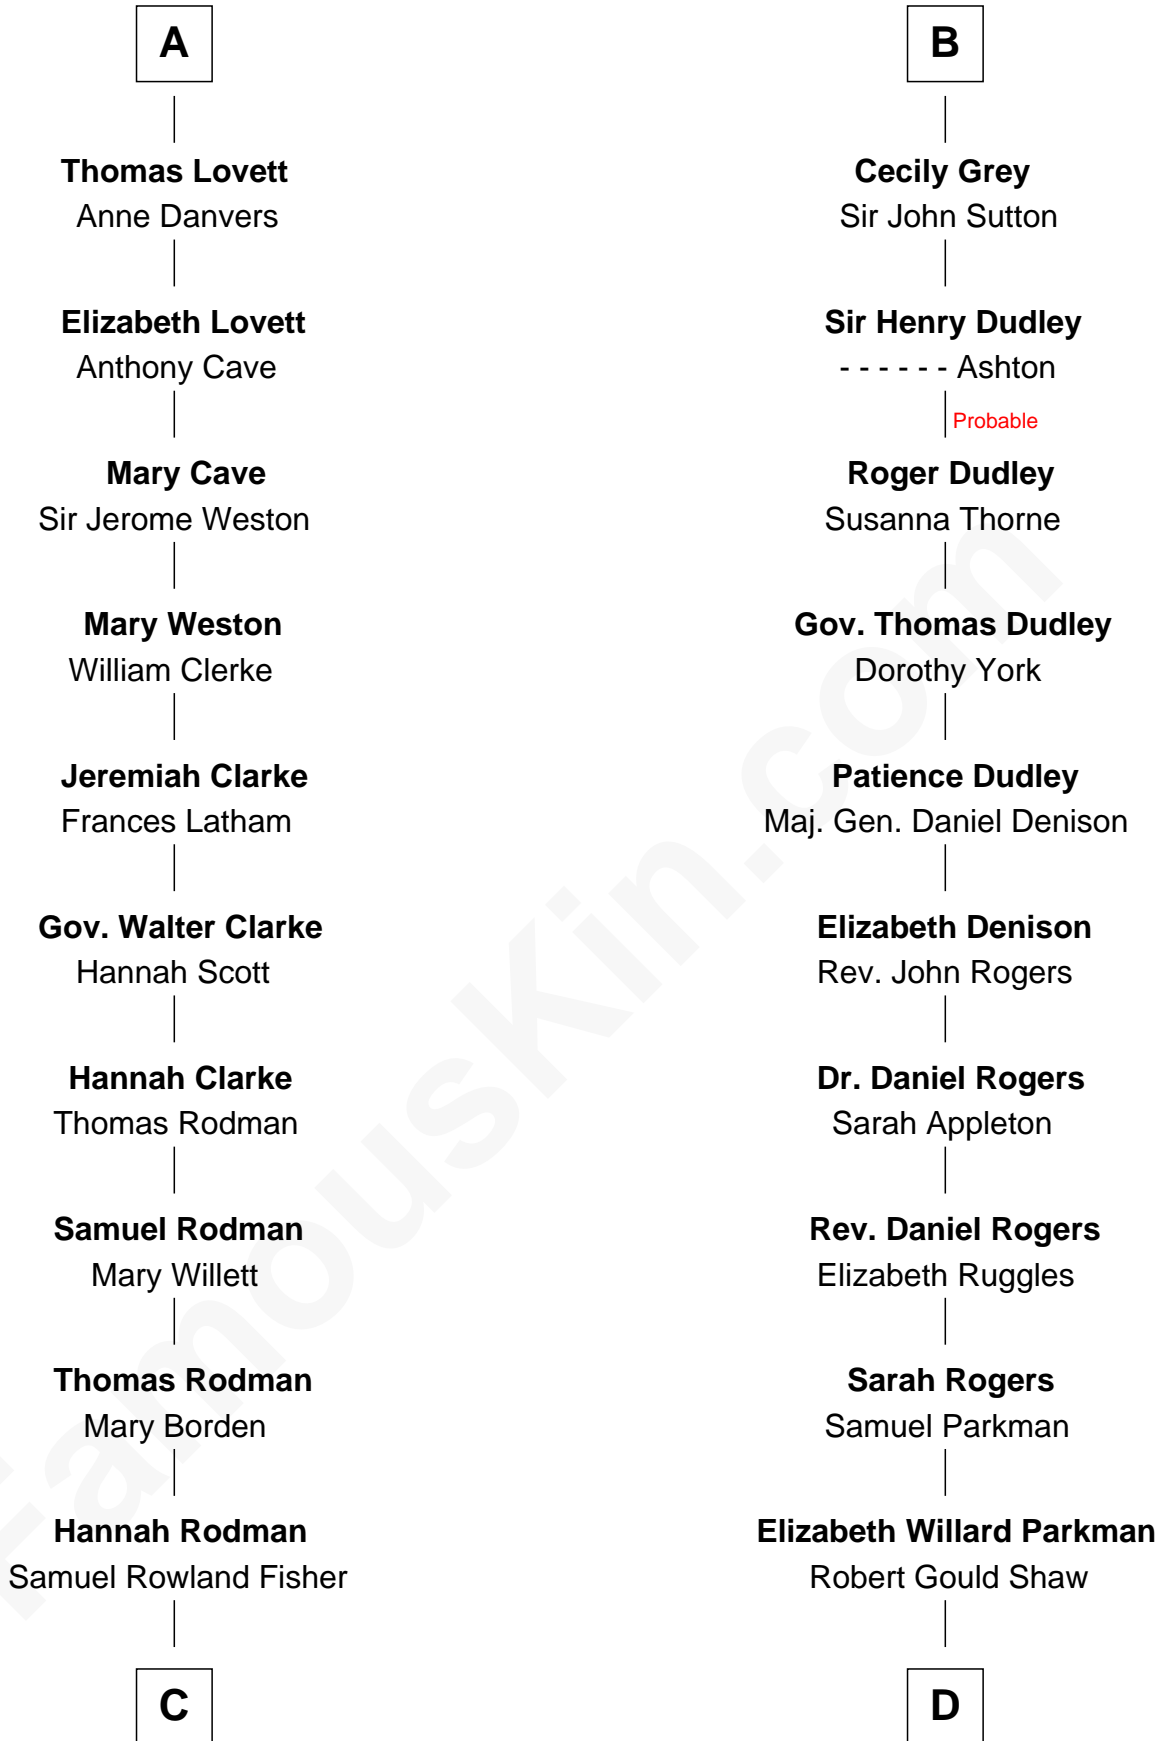 A
Thomas Lovett
Anne Danvers
Elizabeth Lovett
Anthony Cave
Mary Cave
Sir Jerome Weston
Mary Weston
William Clerke
Jeremiah Clarke
Frances Latham
Gov. Walter Clarke
Hannah Scott
Hannah Clarke
Thomas Rodman
Samuel Rodman
Mary Willett
Thomas Rodman
Mary Borden
Hannah Rodman
Samuel Rowland Fisher
C
B
Cecily Grey
Sir John Sutton
Sir Henry Dudley
- - - - - - Ashton
Probable
Roger Dudley
Susanna Thorne
Gov. Thomas Dudley
Dorothy York
Patience Dudley
Maj. Gen. Daniel Denison
Elizabeth Denison
Rev. John Rogers
Dr. Daniel Rogers
Sarah Appleton
Rev. Daniel Rogers
Elizabeth Ruggles
Sarah Rogers
Samuel Parkman
Elizabeth Willard Parkman
Robert Gould Shaw
D
FamousKin.com